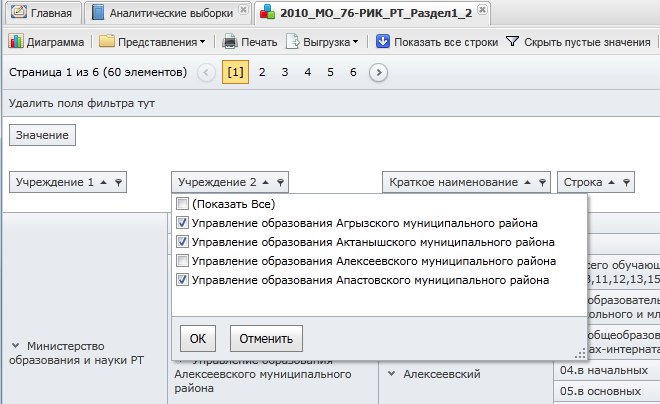 Главная Аналитические выборки 2010_МО_76-РИК_РТ_Раздел1_2
Диаграмма Представления Печать Выгрузка Показать все строки Скрыть пустые значения
Страница 1 из 6 (60 элементов) [1] 2 3 4 5 6
Удалить поля фильтра тут
Значение
Учреждение 1 Учреждение 2 Краткое наименование Строка
(Показать Все)
Управление образования Агрызского муниципального района
Управление образования Актанышского муниципального района
Управление образования Алексеевского муниципального района
Управление образования Апастовского муниципального района
сего обучающ
3,11,12,13,15
образователь
ольного и мл
общеобразов
рах-интерната
ОК Отменить
Министерство
образования и науки РТ
Управление образования
Алексеевского муниципального
района
Алексеевский
04.в начальных
05.в основных